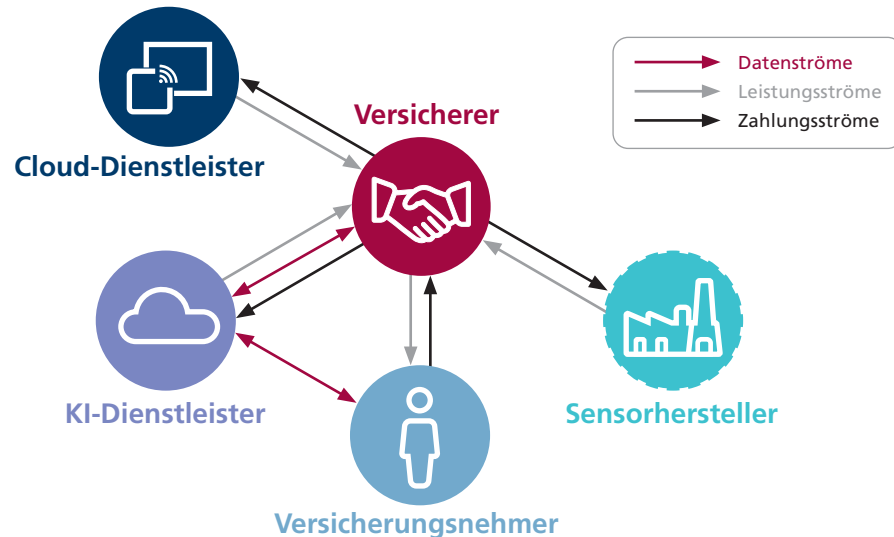 Datenströme
Leistungsströme
Zahlungsströme
Versicherer
Cloud-Dienstleister
KI-Dienstleister
Sensorhersteller
Versicherungsnehmer